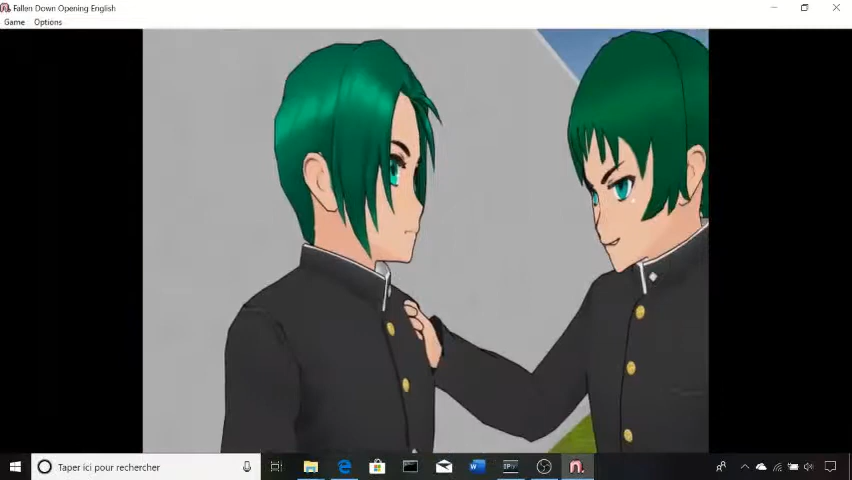 Fallen Down Opening English
Game Options
Taper ici pour rechercher